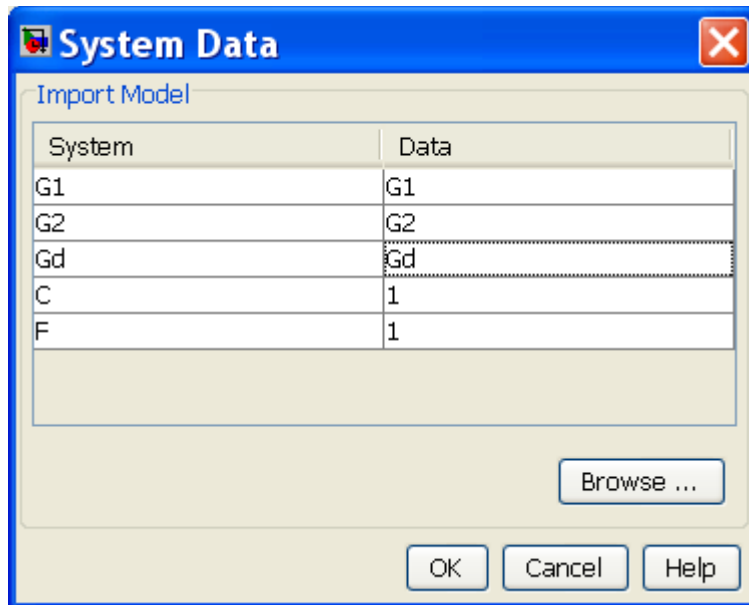 System Data
Import Model
System Data
G1 G1
G2 G2
Gd Gd
C 1
F 1
Browse ...
OK Cancel Help